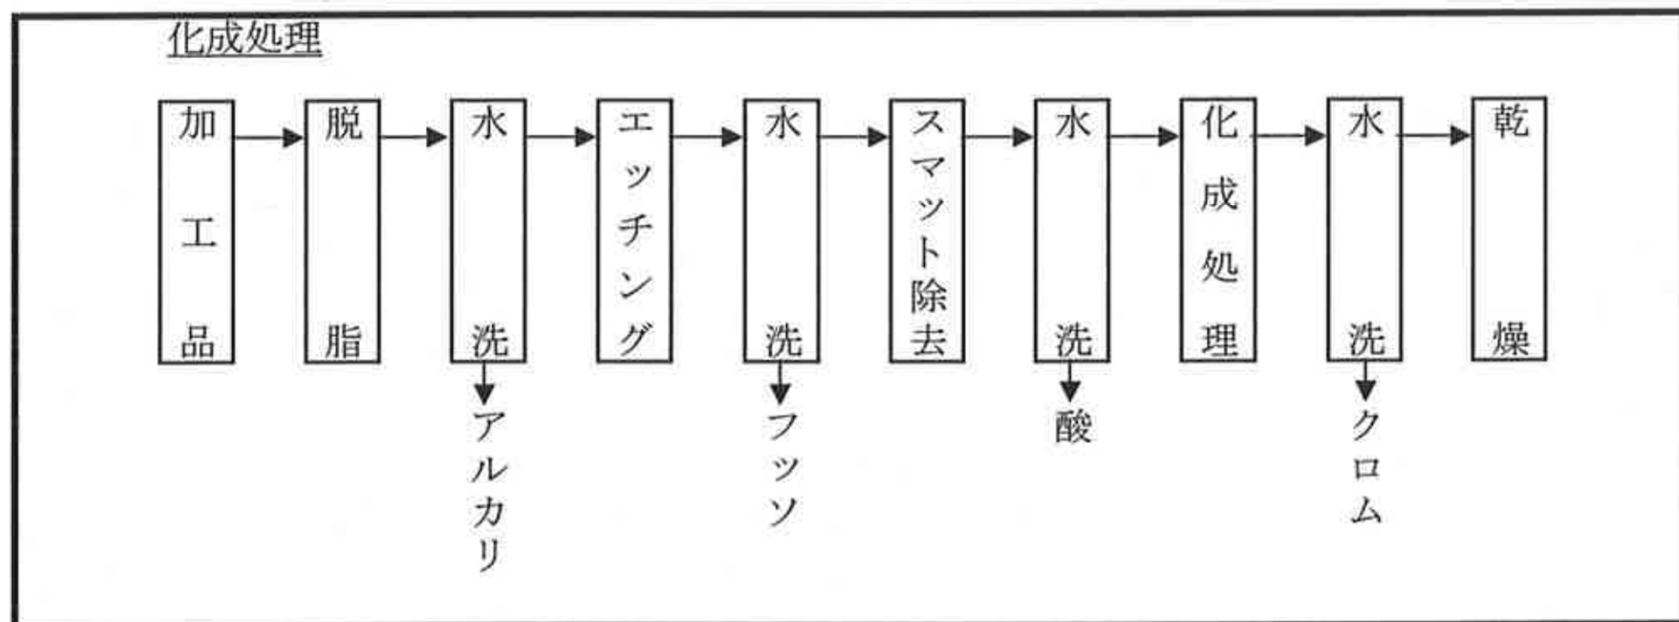 化成処理
加工品
脱脂
水洗
エッチング
水洗
スマット除去
水洗
化成処理
水洗
乾燥
アルカリ
フッソ
酸
クロム